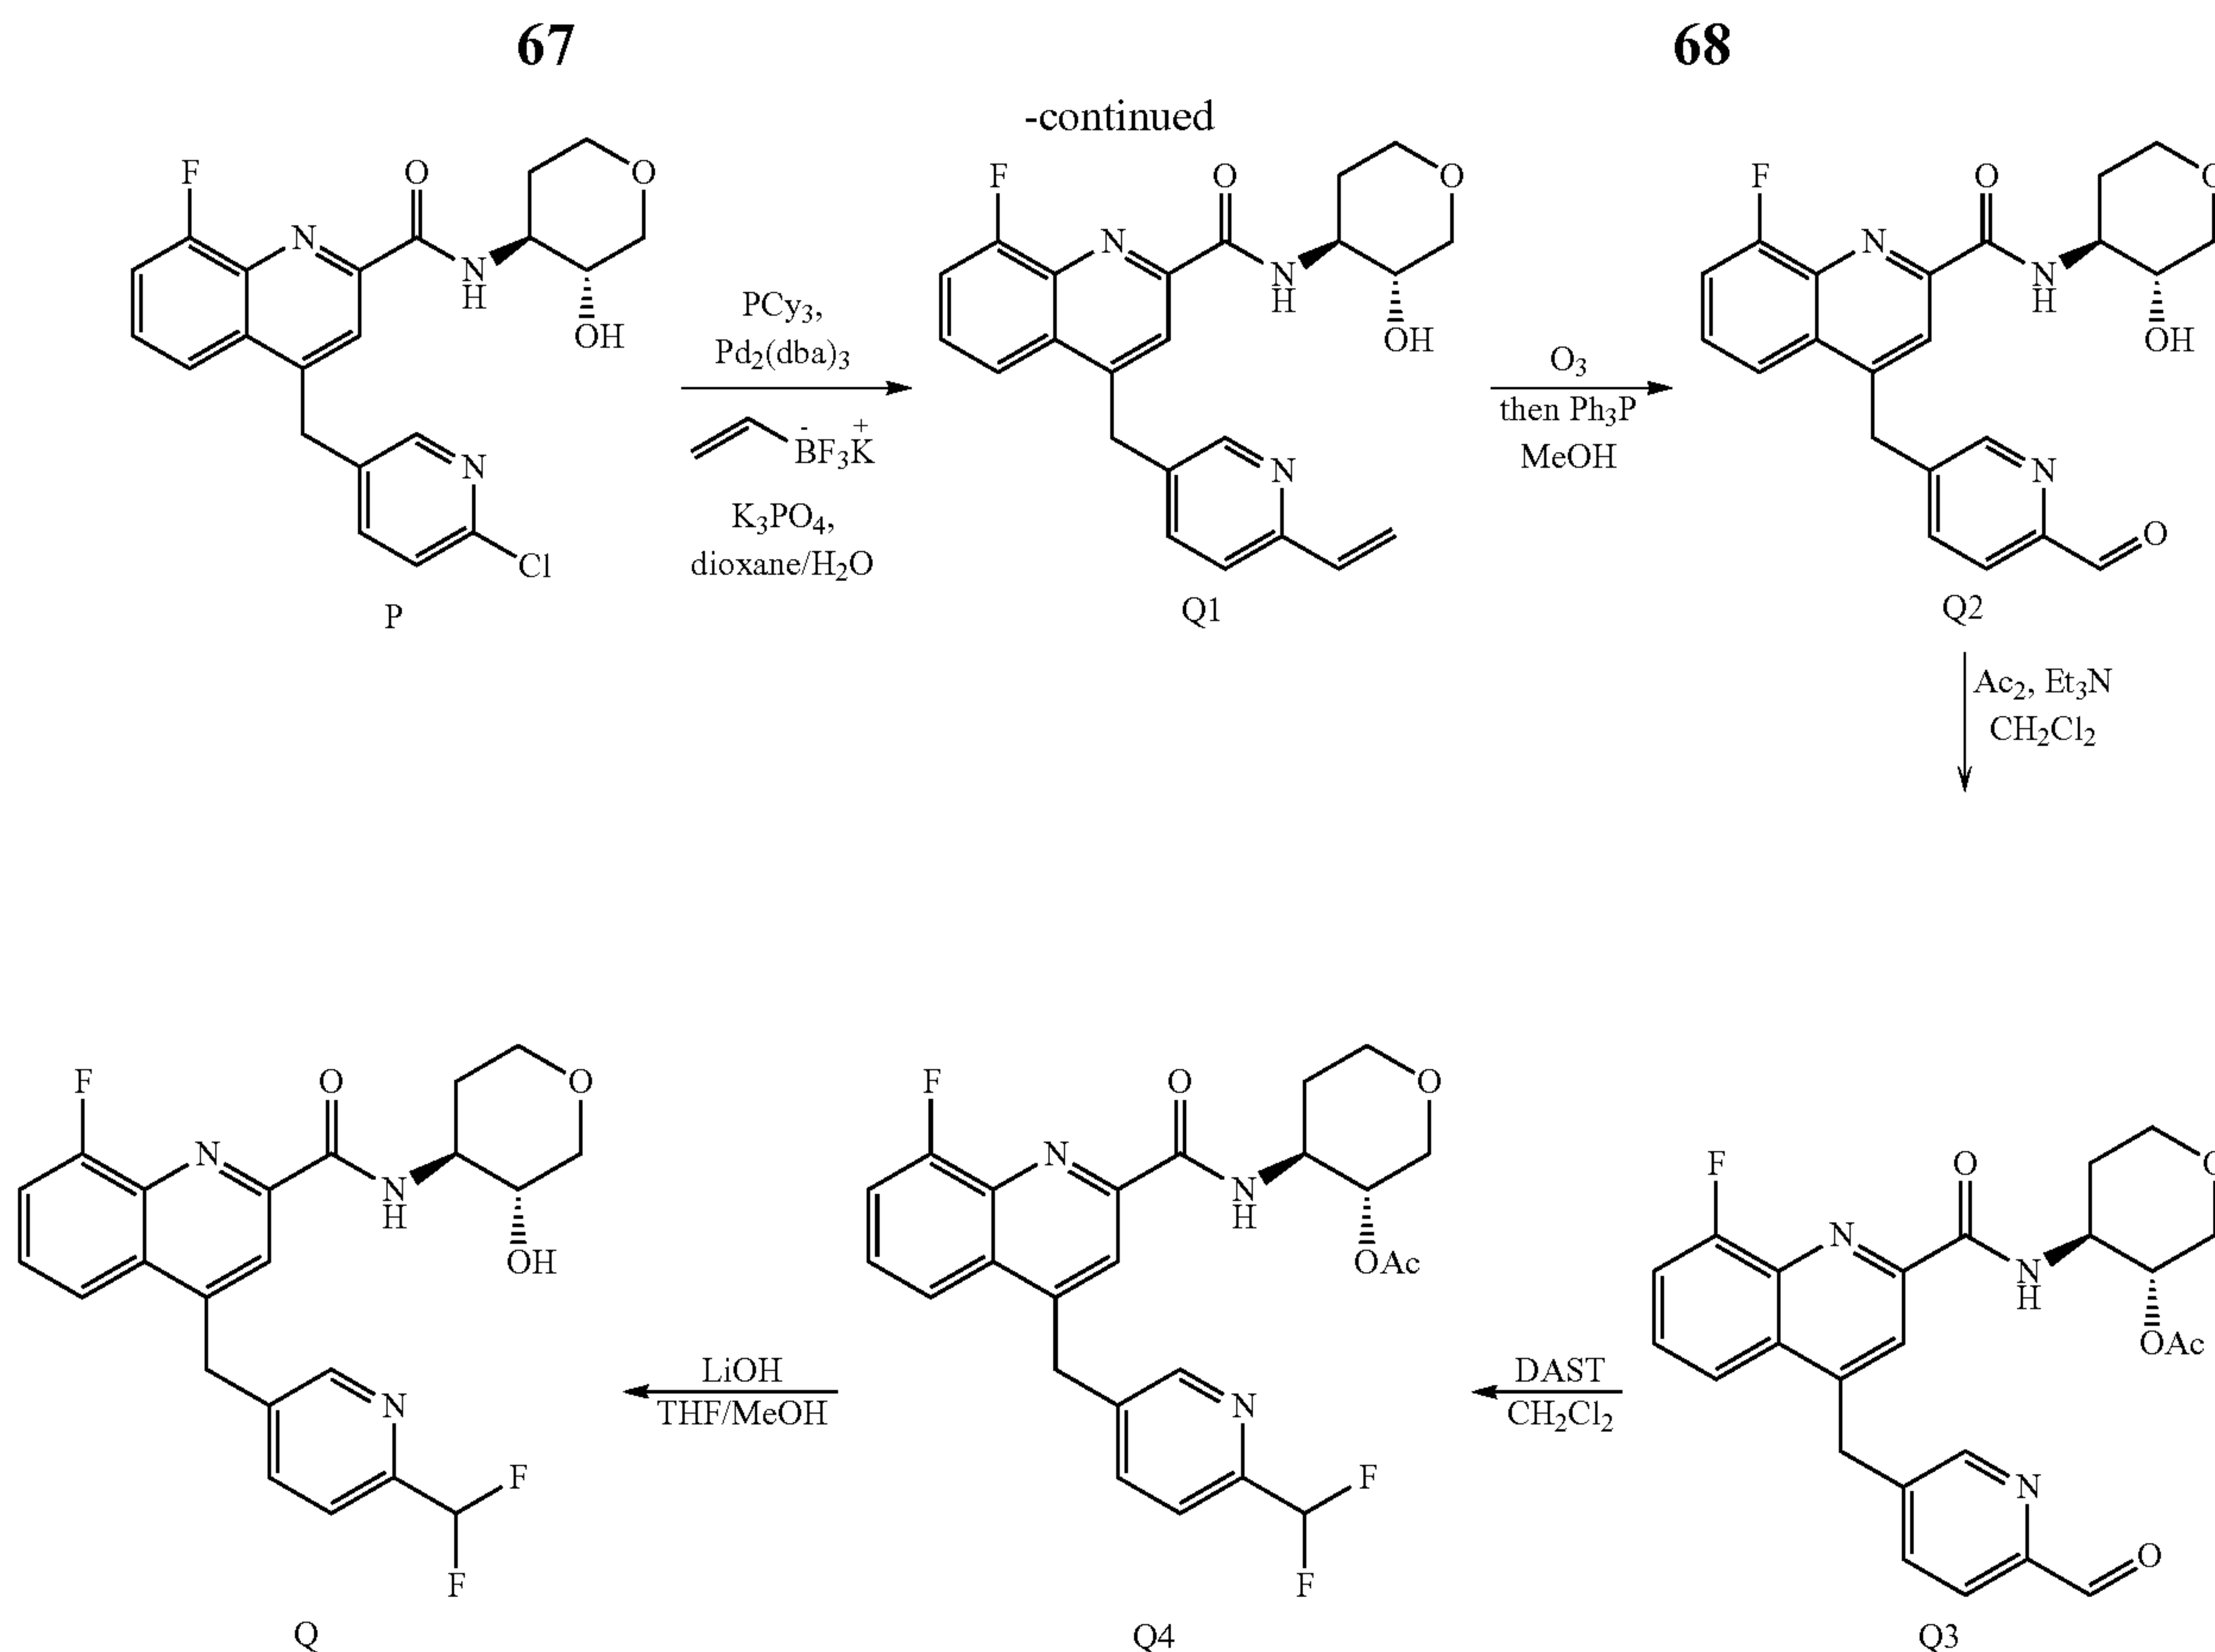 67
68
-continued
F
N
O
N
H
O
OH
N
Cl
P
PCy3,
Pd2(dba)3
BF3K
- +
K3PO4,
dioxane/H2O
F
N
O
N
H
O
OH
N
Q1
O3
then Ph3P
MeOH
F
N
O
N
H
O
OH
N
O
Q2
Ac2, Et3N
CH2Cl2
F
N
O
N
H
O
OH
N
F
F
Q
LiOH
THF/MeOH
F
N
O
N
H
O
OAc
N
F
F
Q4
DAST
CH2Cl2
F
N
O
N
H
O
OAc
N
O
Q3